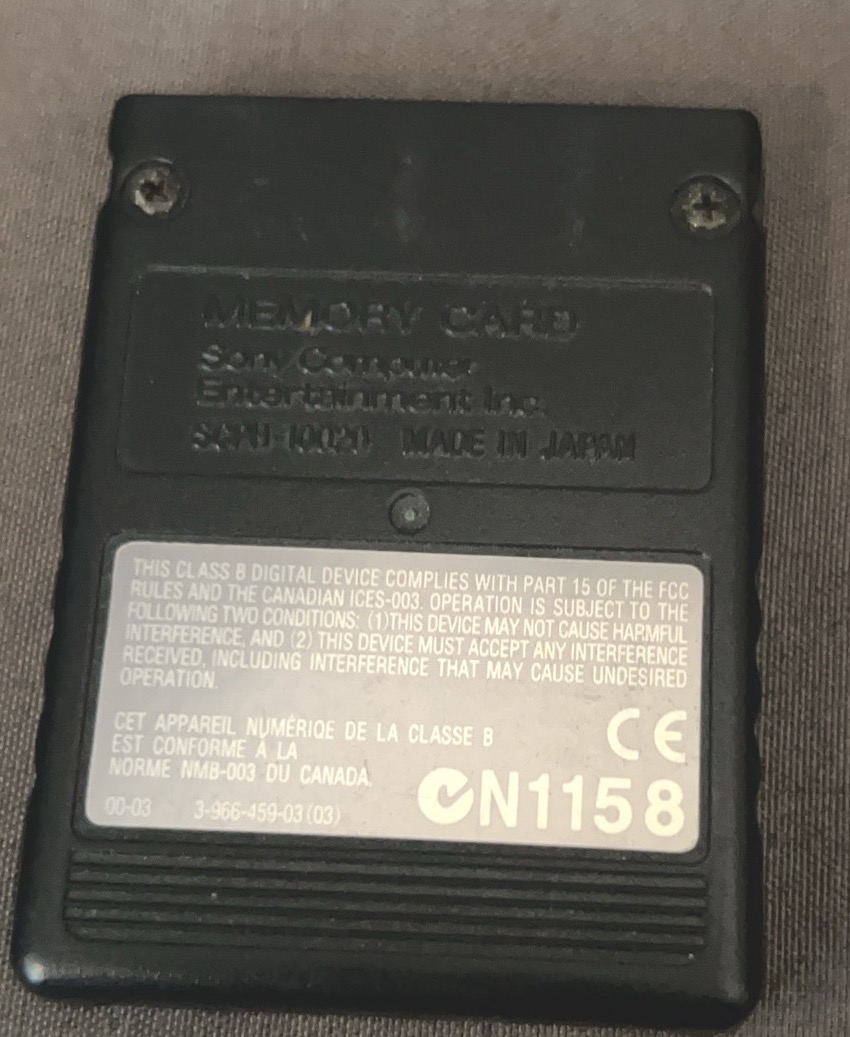 MEMORY CARD
Sony Computer
Entertainment Inc.
SCPH-10020 MADE IN JAPAN
THIS CLASS B DIGITAL DEVICE COMPLIES WITH PART 15 OF THE FCC
RULES AND THE CANADIAN ICES-003. OPERATION IS SUBJECT TO THE
FOLLOWING TWO CONDITIONS: (1)THIS DEVICE MAY NOT CAUSE HARMFUL
INTERFERENCE, AND (2) THIS DEVICE MUST ACCEPT ANY INTERFERENCE
RECEIVED, INCLUDING INTERFERENCE THAT MAY CAUSE UNDESIRED
OPERATION.
CET APPAREIL NUMÉRIQE DE LA CLASSE B
EST CONFORME À LA
NORME NMB-003 DU CANADA.
CE
N1158
00-03 3-966-459-03 (03)